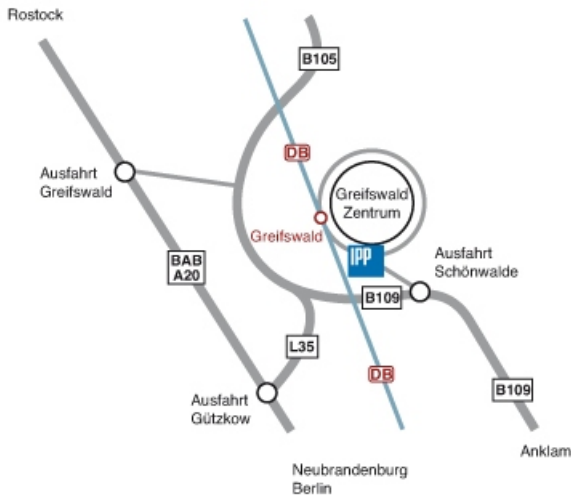 Rostock
B105
DB
Ausfahrt
Greifswald
Greifswald
Zentrum
Greifswald
IPP
Ausfahrt
Schönwalde
BAB
A20
B109
L35
DB
B109
Ausfahrt
Gützkow
Anklam
Neubrandenburg
Berlin